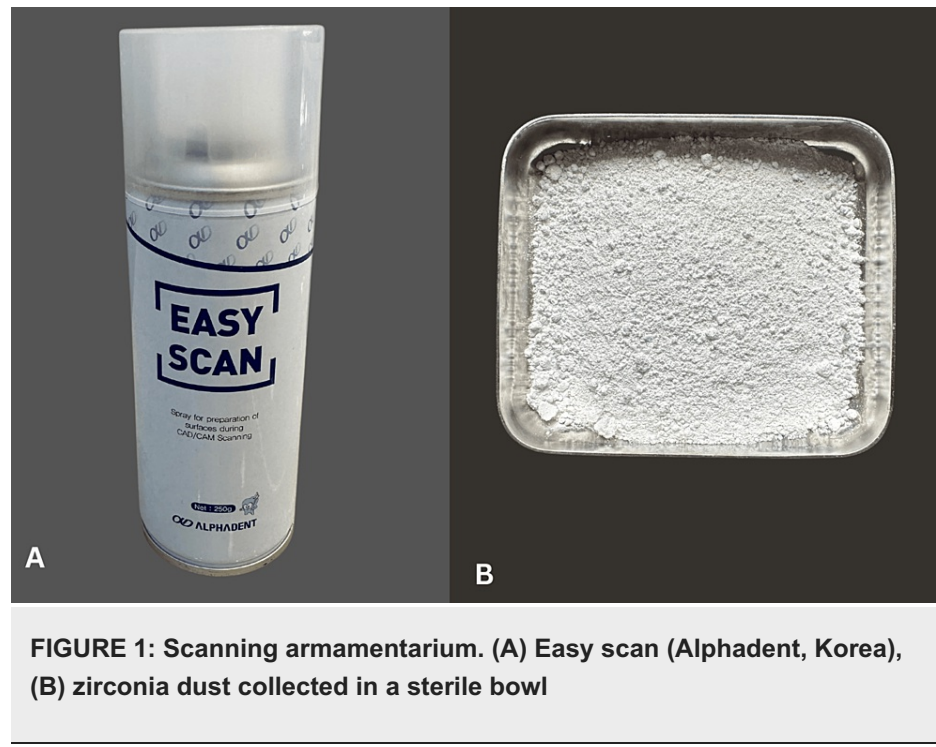 EASY
SCAN
Spray for preparation of
surfaces during
CAD/CAM Scanning
Net : 250g
ALPHADENT
A
B
FIGURE 1: Scanning armamentarium. (A) Easy scan (Alphadent, Korea),
(B) zirconia dust collected in a sterile bowl